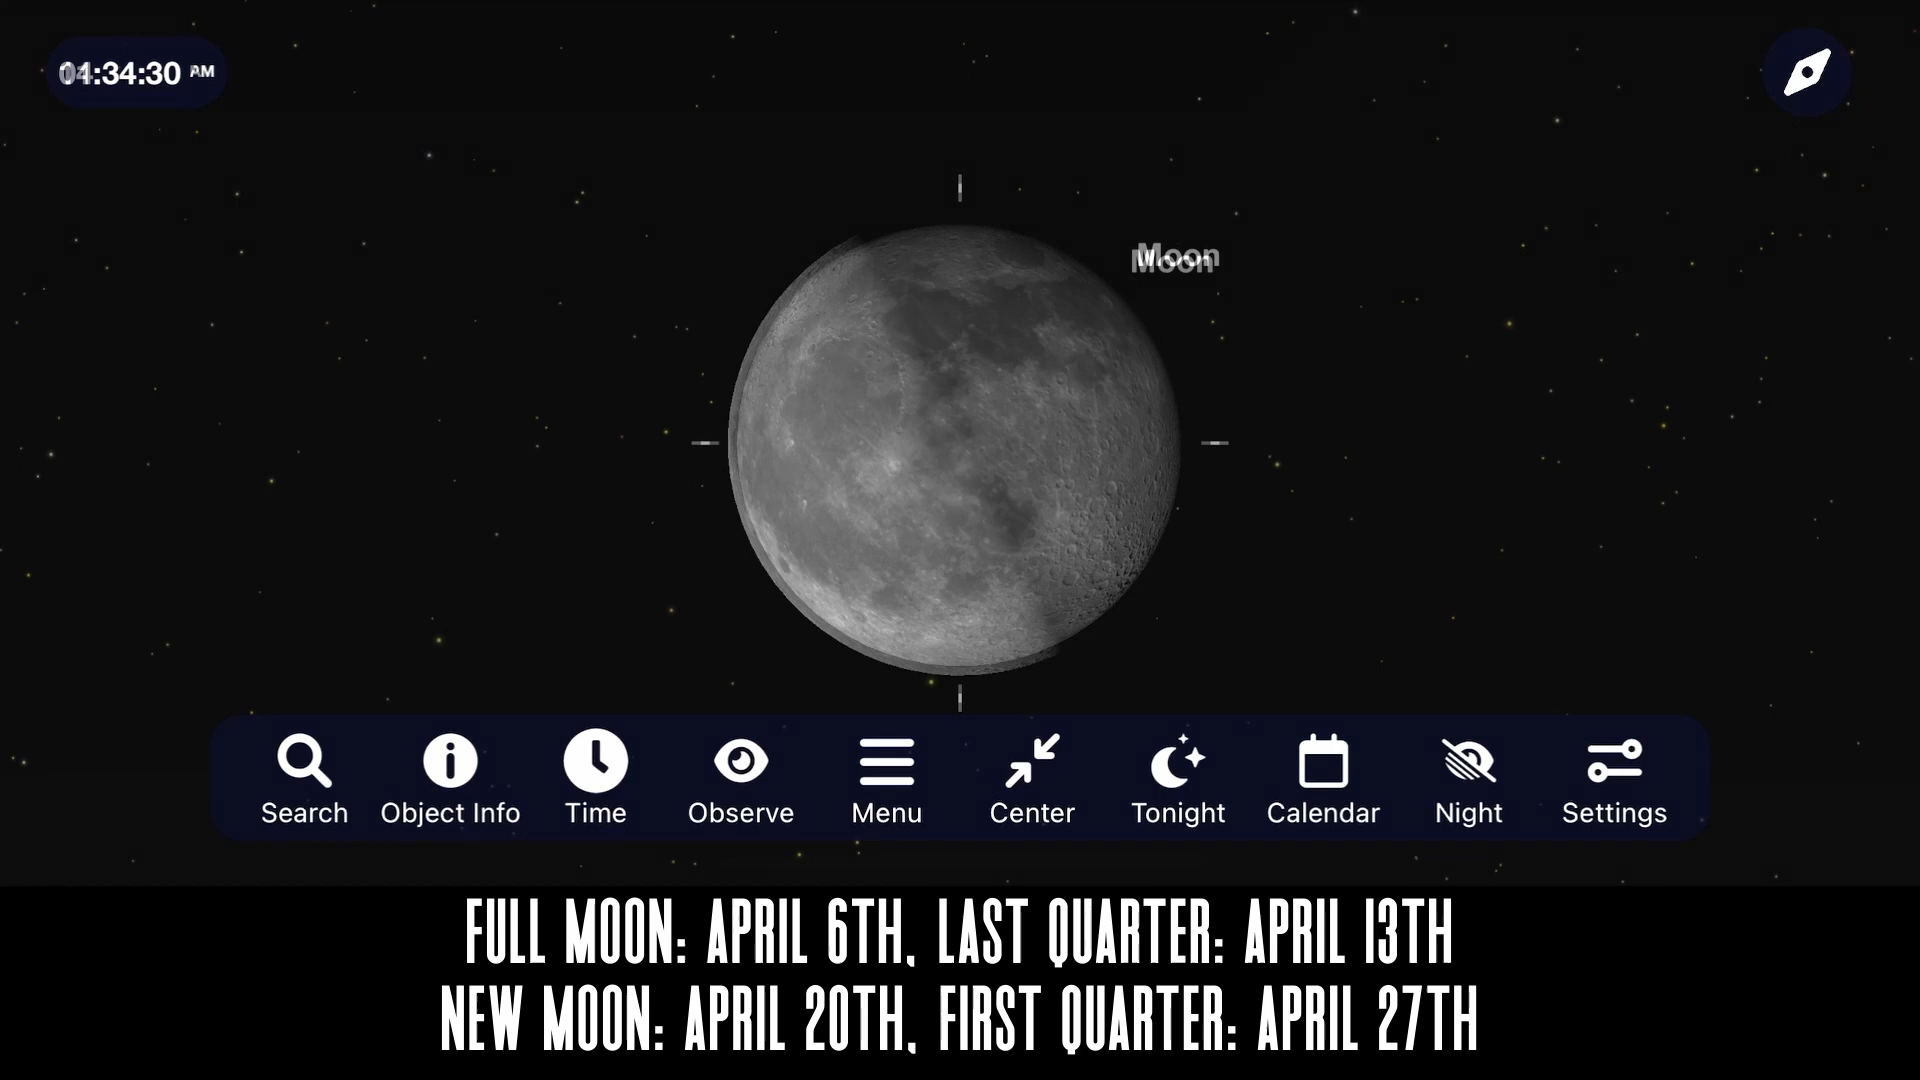 :34:30 AM
Moon
Search Object Info Time Observe Menu Center Tonight Calendar Night Settings
FULL MOON: APRIL 6TH, LAST QUARTER: APRIL 13TH
NEW MOON: APRIL 20TH, FIRST QUARTER: APRIL 27TH